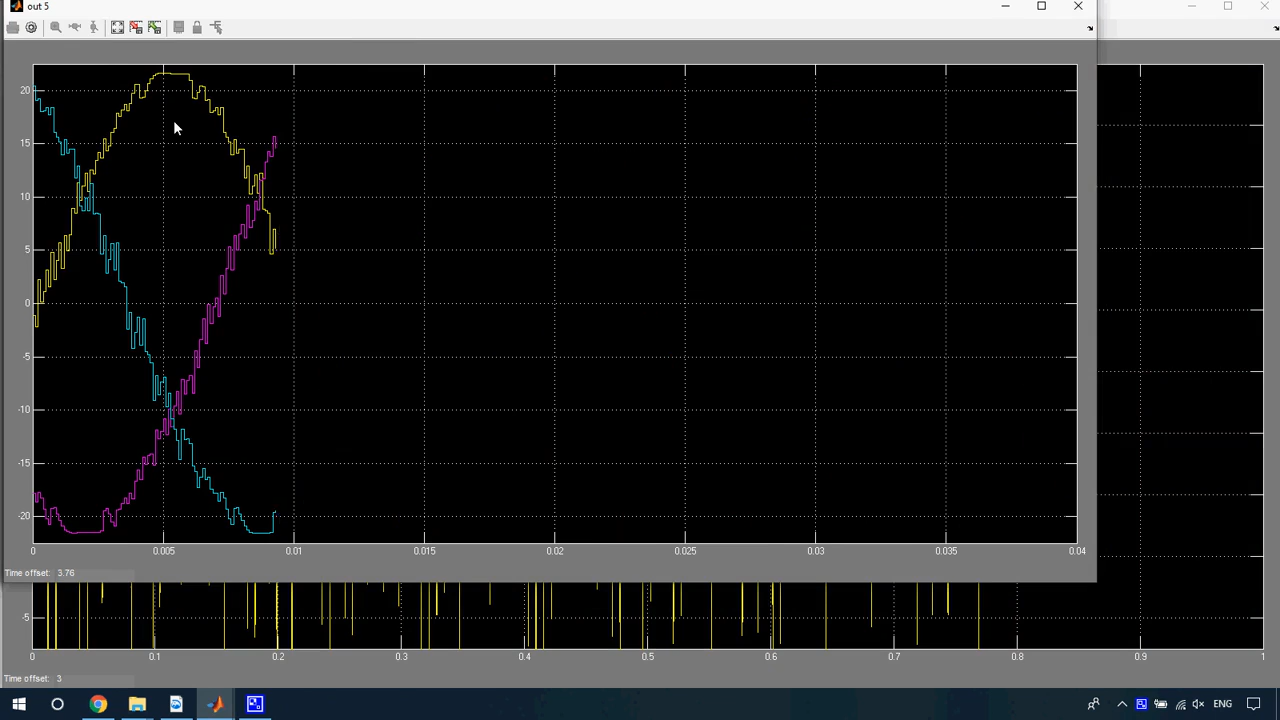 out 5
20
15
10
5
0
-5
-10
-15
-20
0 0.005 0.01 0.015 0.02 0.025 0.03 0.035 0.04
Time offset: 3.76
-5
0 0.1 0.2 0.3 0.4 0.5 0.6 0.7 0.8 0.9 1
Time offset: 3
ENG